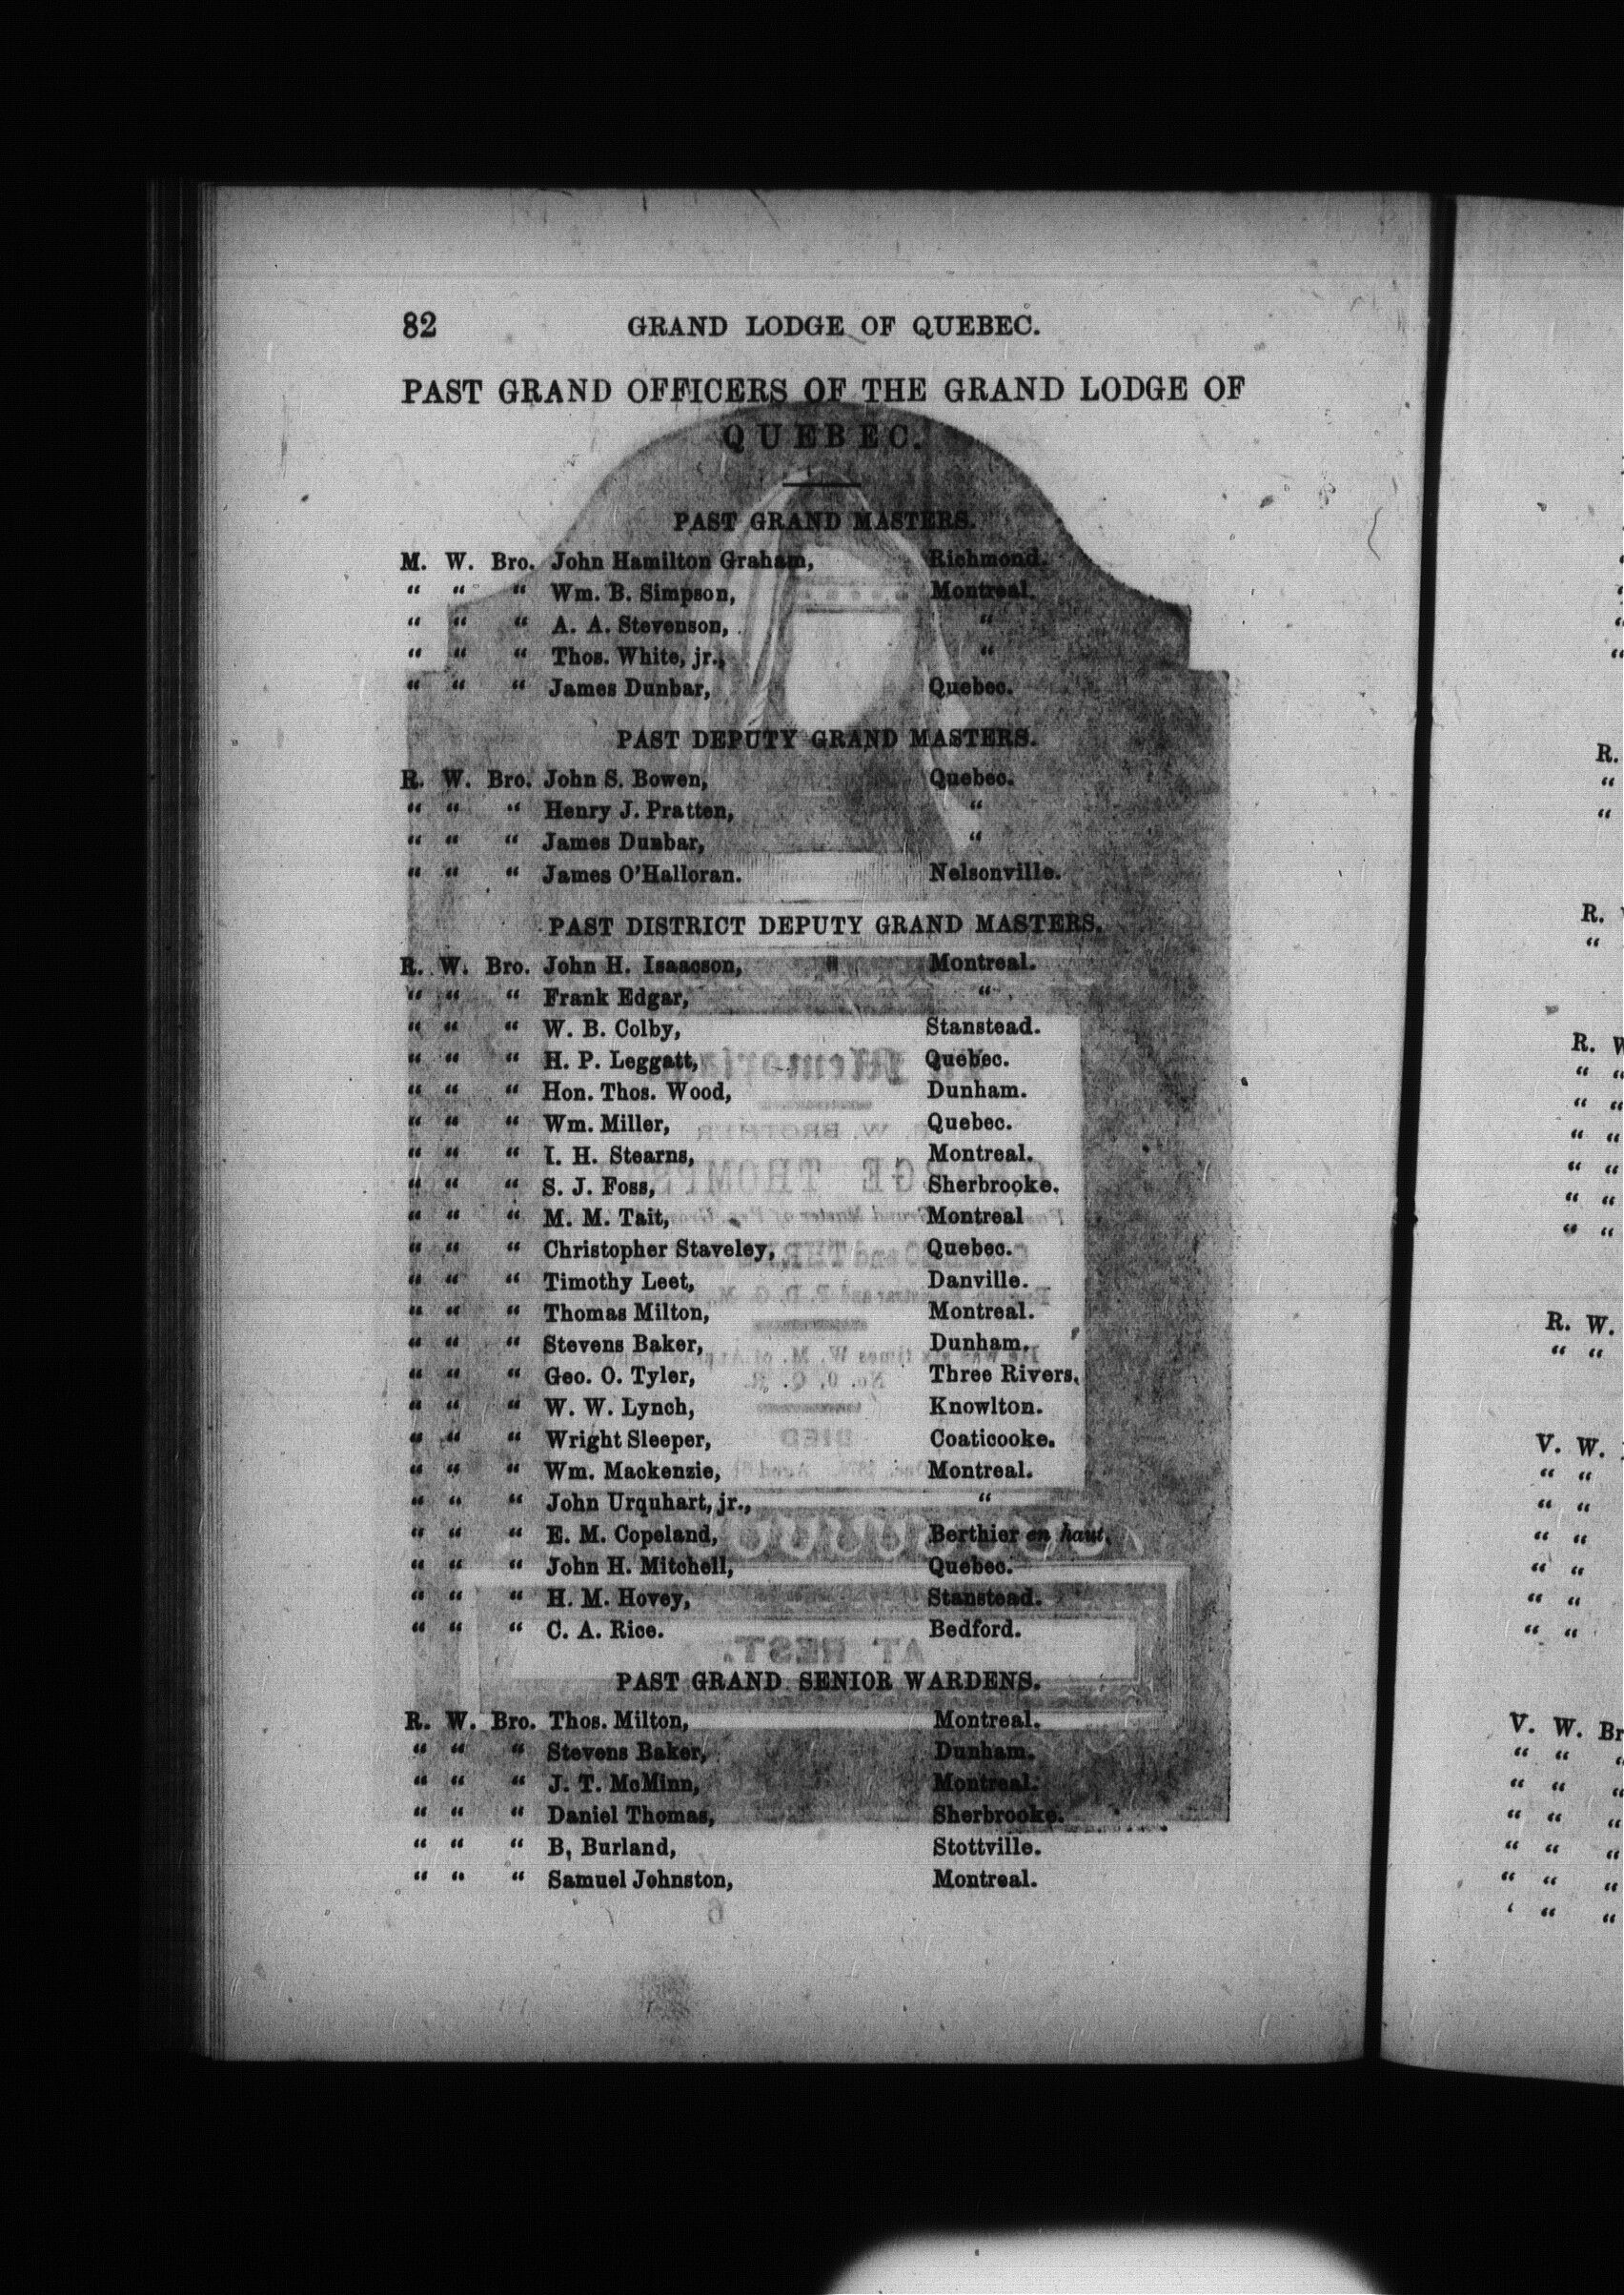 82 GRAND LODGE OF QUEBEC.
PAST GRAND OFFICERS OF THE GRAND LODGE OF
QUEBEC.
PAST GRAND MASTERS.
M. W. Bro. John Hamilton Graham, Richmond.
“ “ “ Wm. B. Simpson, Montreal.
“ “ “ A. A. Stevenson, “
“ “ “ Thos. White, jr., “
“ “ “ James Dunbar, Quebec.
PAST DEPUTY GRAND MASTERS.
R. W. Bro. John S. Bowen, Quebec.
“ “ “ Henry J. Pratten, “
“ “ “ James Dunbar, “
“ “ “ James O'Halloran. Nelsonville.
PAST DISTRICT DEPUTY GRAND MASTERS.
R. W. Bro. John H. Isaacson, Montreal.
“ “ “ Frank Edgar, “
“ “ “ W. B. Colby, Stanstead.
“ “ “ H. P. Leggatt, Quebec.
“ “ “ Hon. Thos. Wood, Dunham.
“ “ “ Wm. Miller, Quebec.
“ “ “ I. H. Stearns, Montreal.
“ “ “ S. J. Foss, Sherbrooke.
“ “ “ M. M. Tait, Montreal
“ “ “ Christopher Staveley, Quebec.
“ “ “ Timothy Leet, Danville.
“ “ “ Thomas Milton, Montreal.
“ “ “ Stevens Baker, Dunham.
“ “ “ Geo. O. Tyler, Three Rivers.
“ “ “ W. W. Lynch, Knowlton.
“ “ “ Wright Sleeper, Coaticooke.
“ “ “ Wm. Mackenzie, Montreal.
“ “ “ John Urquhart, jr., “
“ “ “ E. M. Copeland, Berthier en haut.
“ “ “ John H. Mitchell, Quebec.
“ “ “ H. M. Hovey, Stanstead.
“ “ “ C. A. Rice. Bedford.
PAST GRAND SENIOR WARDENS.
R. W. Bro. Thos. Milton, Montreal.
“ “ “ Stevens Baker, Dunham.
“ “ “ J. T. McMinn, Montreal.
“ “ “ Daniel Thomas, Sherbrooke.
“ “ “ B, Burland, Stottville.
“ “ “ Samuel Johnston, Montreal.